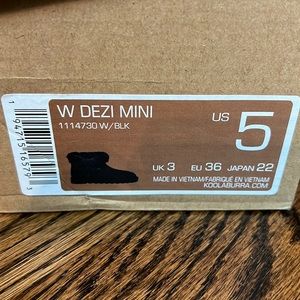 W DEZI MINI
1114730 W/BLK
US 5
UK 3 EU 36 JAPAN 22
MADE IN VIETNAM/FABRIQUÉ EN VIETNAM
KOOLABURRA.COM